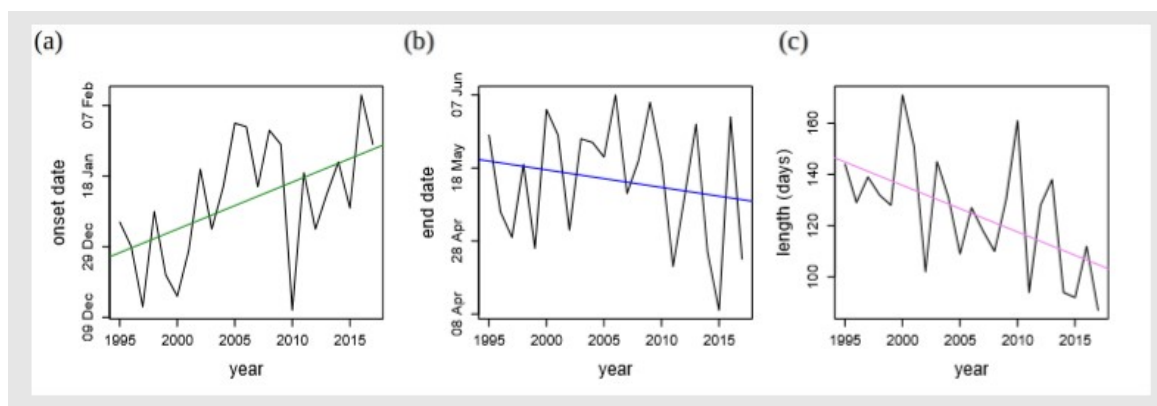 (a)
onset date
07 Feb
18 Jan
29 Dec
09 Dec
1995 2000 2005 2010 2015
year
(b)
end date
07 Jun
18 May
28 Apr
08 Apr
1995 2000 2005 2010 2015
year
(c)
length (days)
160
140
120
100
1995 2000 2005 2010 2015
year